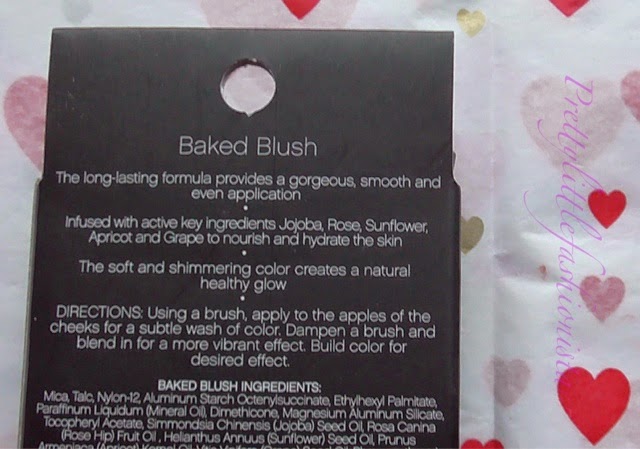 Baked Blush
The long-lasting formula provides a gorgeous, smooth and
even application
•
Infused with active key ingredients Jojoba, Rose, Sunflower,
Apricot and Grape to nourish and hydrate the skin
•
The soft and shimmering color creates a natural
healthy glow
•
DIRECTIONS: Using a brush, apply to the apples of the
cheeks for a subtle wash of color. Dampen a brush and
blend in for a more vibrant effect. Build color for
desired effect.
BAKED BLUSH INGREDIENTS:
Mica, Talc, Nylon-12, Aluminum Starch Octenylsuccinate, Ethylhexyl Palmitate,
Paraffinum Liquidum (Mineral Oil), Dimethicone, Magnesium Aluminum Silicate,
Tocopheryl Acetate, Simmondsia Chinensis (Jojoba) Seed Oil, Rosa Canina
(Rose Hip) Fruit Oil , Helianthus Annuus (Sunflower) Seed Oil, Prunus
Armeniaca (Apricot) Kernel Oil,
Prettylittlefashionista